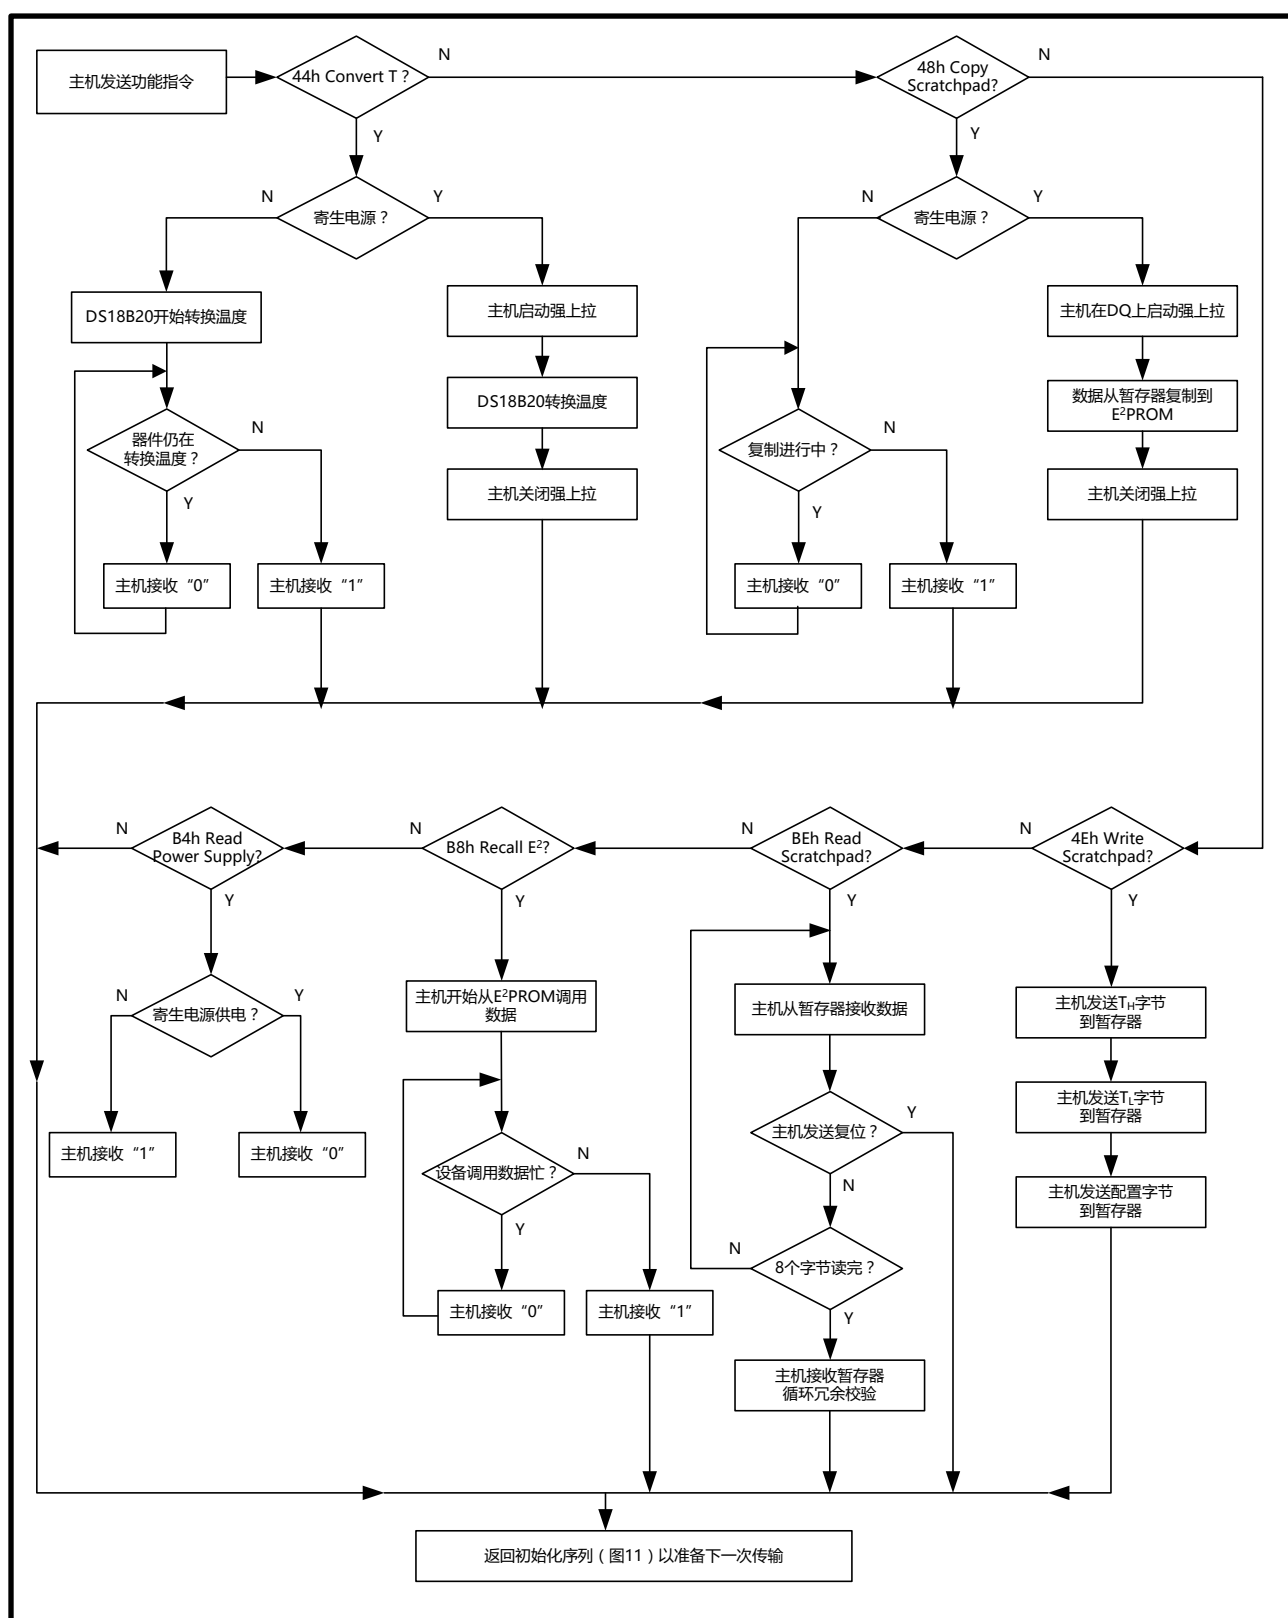 主机发送功能指令
44h Convert T？
N
48h Copy
Scratchpad?
N
Y
Y
N
寄生电源？
Y
N
寄生电源？
Y
DS18B20开始转换温度
主机启动强上拉
主机在DQ上启动强上拉
DS18B20转换温度
数据从暂存器复制到
E²PROM
器件仍在
转换温度？
N
复制进行中？
N
Y
主机关闭强上拉
Y
主机关闭强上拉
主机接收“0”
主机接收“1”
主机接收“0”
主机接收“1”
N
B4h Read
Power Supply?
N
B8h Recall E²?
N
BEh Read
Scratchpad?
N
4Eh Write
Scratchpad?
Y
Y
Y
Y
N
寄生电源供电？
Y
主机开始从E²PROM调用
数据
主机从暂存器接收数据
主机发送T_H字节
到暂存器
主机发送T_L字节
到暂存器
主机接收“1”
主机接收“0”
设备调用数据忙？
N
主机发送复位？
Y
Y
N
主机发送配置字节
到暂存器
N
8个字节读完？
主机接收“0”
主机接收“1”
Y
主机接收暂存器
循环冗余校验
返回初始化序列（图11）以准备下一次传输